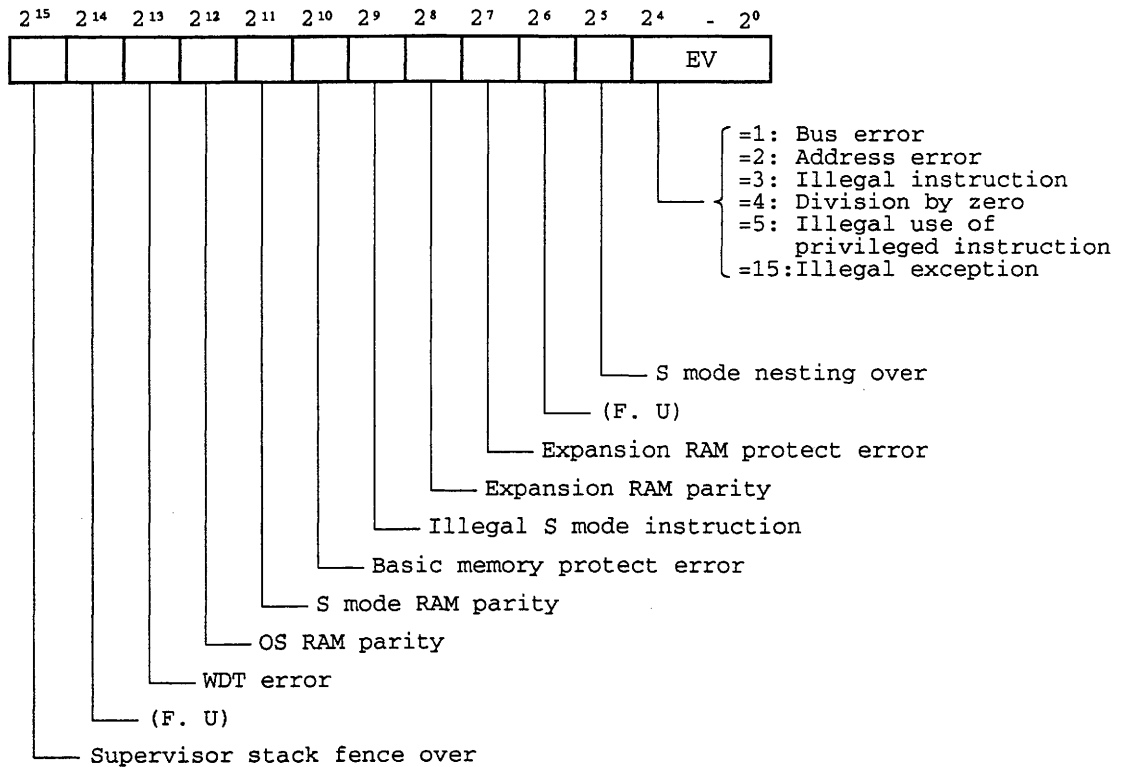 2¹⁵ 2¹⁴ 2¹³ 2¹² 2¹¹ 2¹⁰ 2⁹ 2⁸ 2⁷ 2⁶ 2⁵ 2⁴ - 2⁰
EV
=1: Bus error
=2: Address error
=3: Illegal instruction
=4: Division by zero
=5: Illegal use of
privileged instruction
=15:Illegal exception
S mode nesting over
(F. U)
Expansion RAM protect error
Expansion RAM parity
Illegal S mode instruction
Basic memory protect error
S mode RAM parity
OS RAM parity
WDT error
(F. U)
Supervisor stack fence over